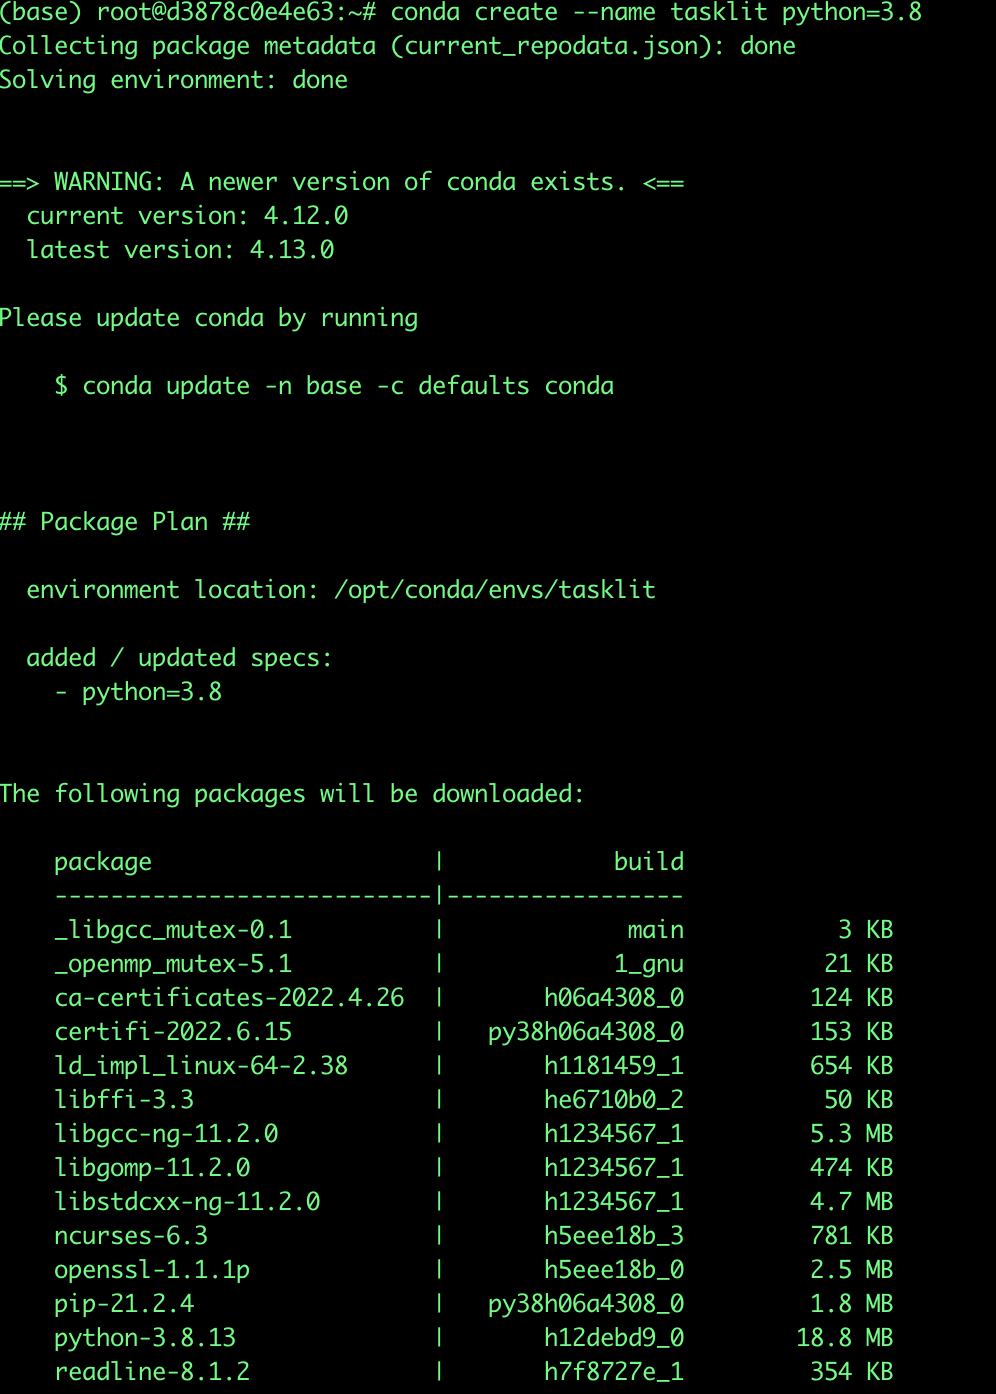 (base) root@d3878c0e4e63:~# conda create --name tasklit python=3.8
Collecting package metadata (current_repodata.json): done
Solving environment: done
==> WARNING: A newer version of conda exists. <==
  current version: 4.12.0
  latest version: 4.13.0
Please update conda by running
    $ conda update -n base -c defaults conda
## Package Plan ##
  environment location: /opt/conda/envs/tasklit
  added / updated specs:
    - python=3.8
The following packages will be downloaded:
    package                    |            build
    ---------------------------|-----------------
    _libgcc_mutex-0.1          |             main           3 KB
    _openmp_mutex-5.1          |            1_gnu          21 KB
    ca-certificates-2022.4.26  |       h06a4308_0         124 KB
    certifi-2022.6.15          |   py38h06a4308_0         153 KB
    ld_impl_linux-64-2.38      |       h1181459_1         654 KB
    libffi-3.3                 |       he6710b0_2          50 KB
    libgcc-ng-11.2.0           |       h1234567_1         5.3 MB
    libgomp-11.2.0             |       h1234567_1         474 KB
    libstdcxx-ng-11.2.0        |       h1234567_1         4.7 MB
    ncurses-6.3                |       h5eee18b_3         781 KB
    openssl-1.1.1p             |       h5eee18b_0         2.5 MB
    pip-21.2.4                 |   py38h06a4308_0         1.8 MB
    python-3.8.13              |       h12debd9_0        18.8 MB
    readline-8.1.2             |       h7f8727e_1         354 KB